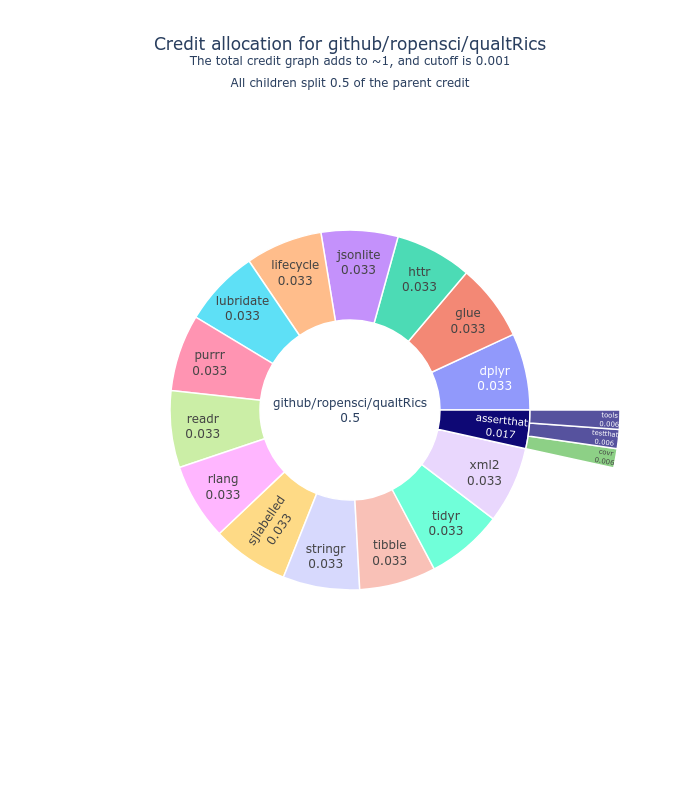 Credit allocation for github/ropensci/qualtRics
The total credit graph adds to ~1, and cutoff is 0.001
All children split 0.5 of the parent credit
jsonlite
0.033
httr
0.033
glue
0.033
dplyr
0.033
lifecycle
0.033
lubridate
0.033
purrr
0.033
readr
0.033
rlang
0.033
sjlabelled
0.033
stringr
0.033
tibble
0.033
tidyr
0.033
xml2
0.033
assertthat
0.017
tools
0.006
testthat
0.006
covr
0.006
github/ropensci/qualtRics
0.5